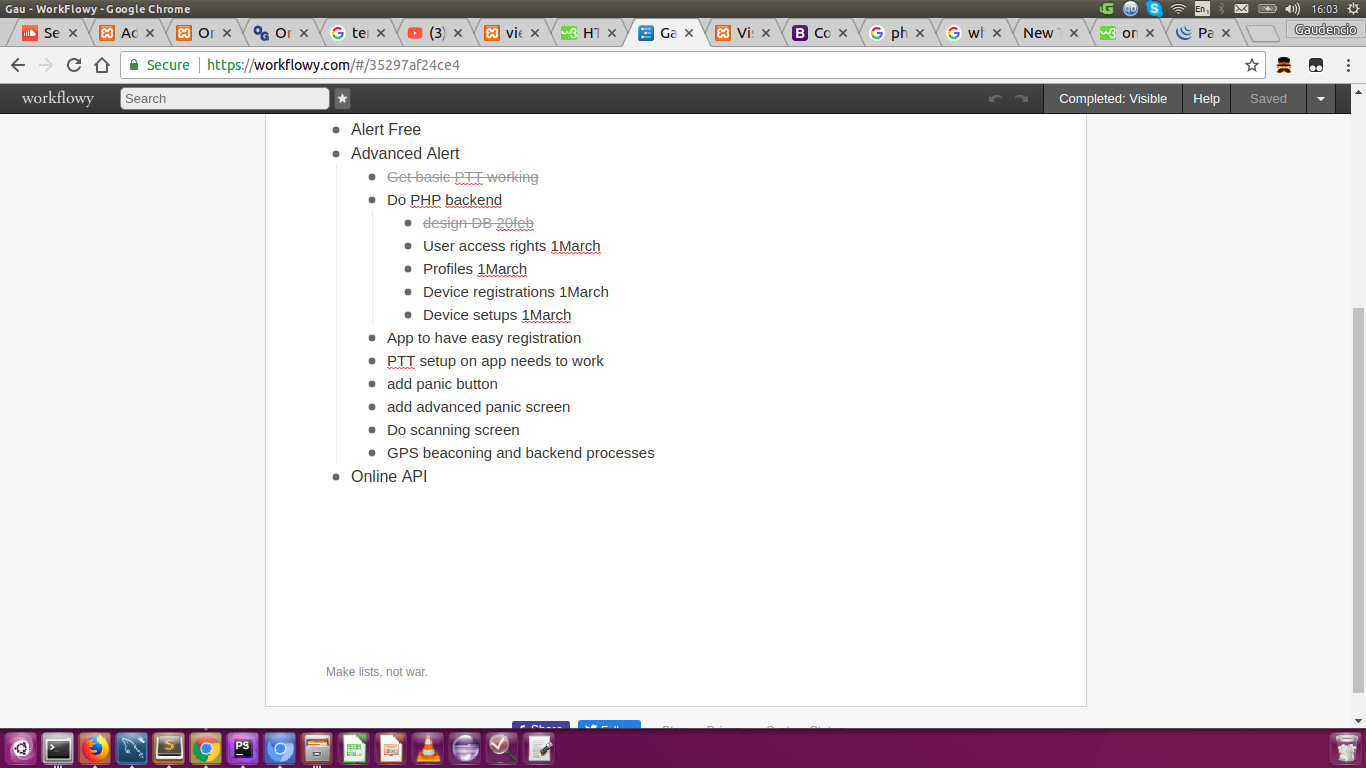 Gau - WorkFlowy - Google Chrome
En
16:03
Se
Ad
Or
Or
ter
(3)
vie
HT
Ga
Vis
Co
ph
wh
New T
on
Pa
Gaudencio
Secure
https://workflowy.com/#/35297af24ce4
workflowy
Search
Completed: Visible
Help
Saved
Alert Free
Advanced Alert
Get basic PTT working
Do PHP backend
design DB 20feb
User access rights 1March
Profiles 1March
Device registrations 1March
Device setups 1March
App to have easy registration
PTT setup on app needs to work
add panic button
add advanced panic screen
Do scanning screen
GPS beaconing and backend processes
Online API
Make lists, not war.
Share
PS